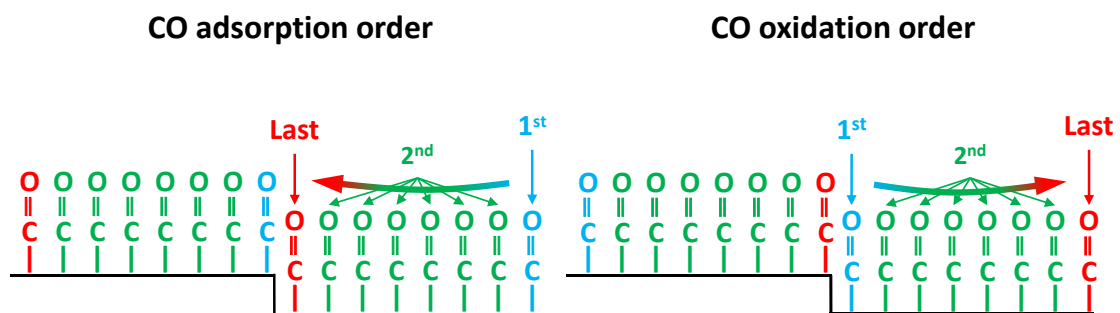 CO adsorption order
CO oxidation order
Last
1st
2nd
1st
Last
2nd
O O O O O O O O
C C C C C C C C
O O O O O O O O
C C C C C C C C
O O O O O O O O
C C C C C C C C
O O O O O O O O
C C C C C C C C